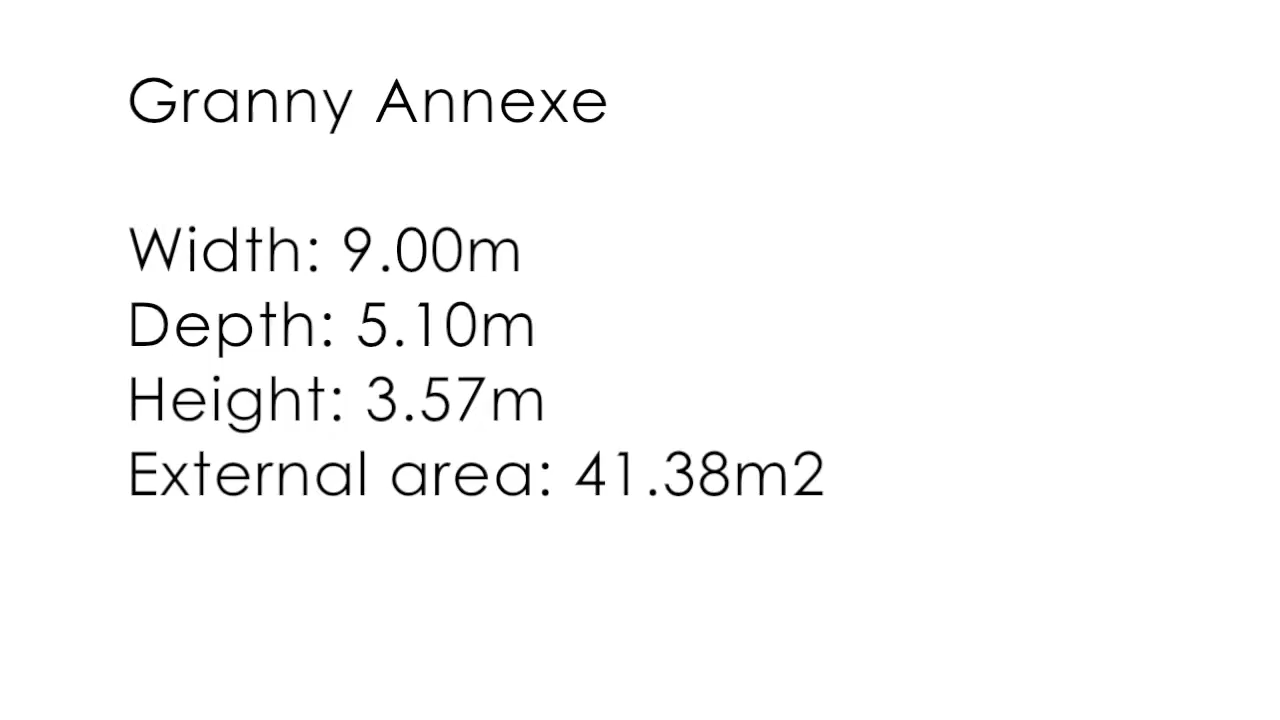 Granny Annexe
Width: 9.00m
Depth: 5.10m
Height: 3.57m
External area: 41.38m2